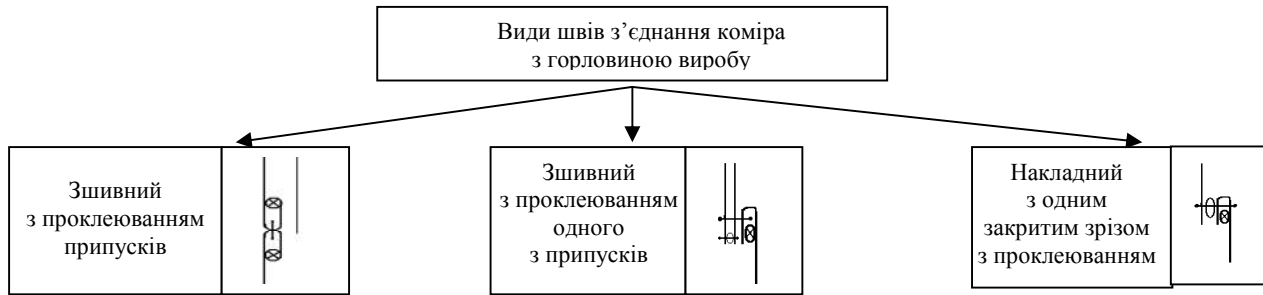 Види швів з’єднання коміра
з горловиною виробу
Зшивний
з проклеюванням
припусків
Зшивний
з проклеюванням
одного
з припусків
Накладний
з одним
закритим зрізом
з проклеюванням